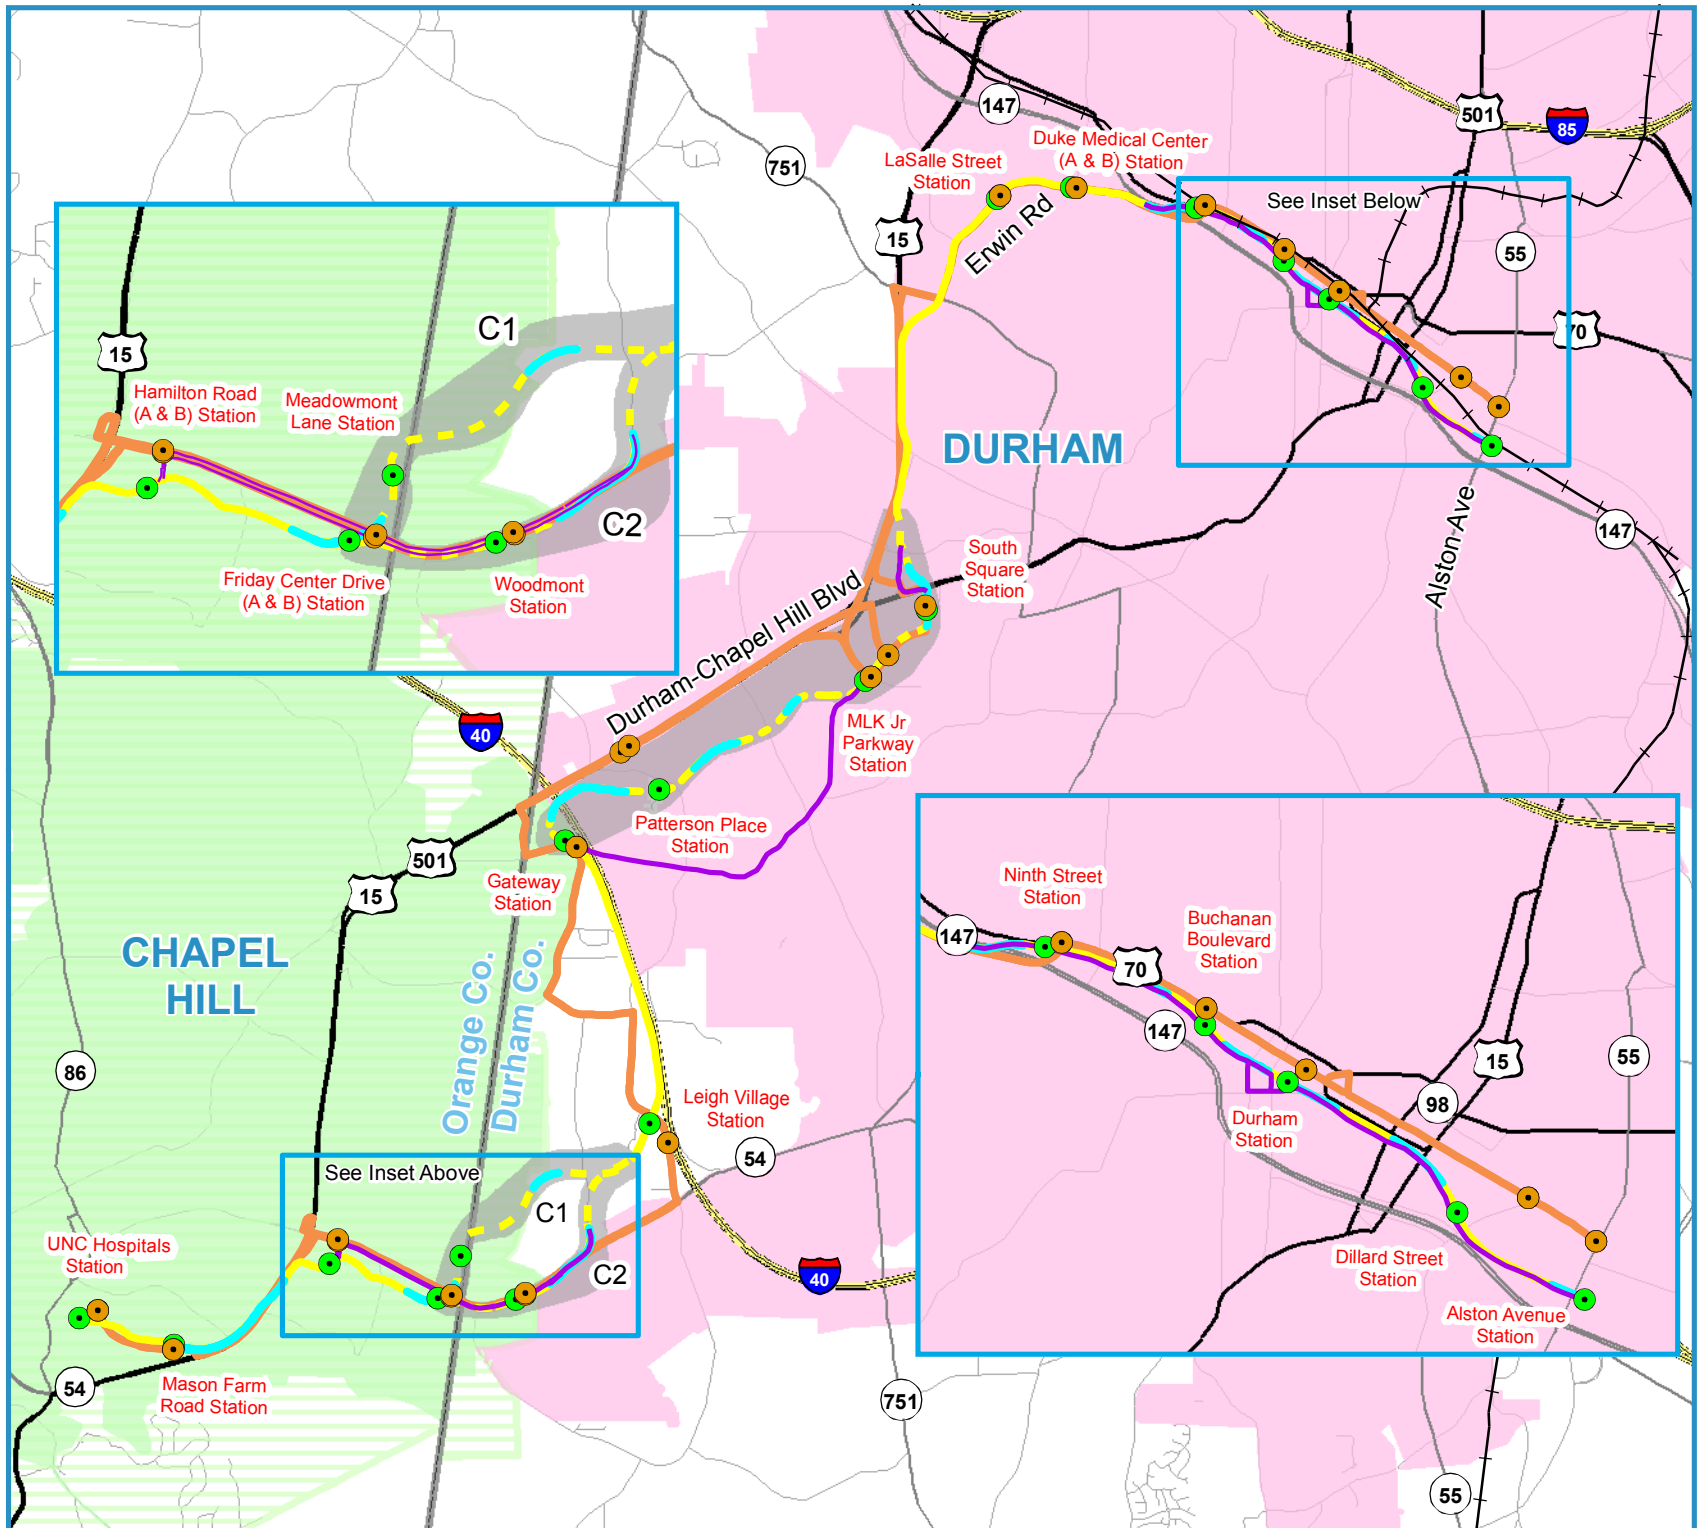 147
501
85
Duke Medical Center
(A & B) Station
LaSalle Street
Station
751
See Inset Below
Erwin Rd
15
55
70
C1
15
Hamilton Road
(A & B) Station
Meadowmont
Lane Station
DURHAM
C2
Friday Center Drive
(A & B) Station
Woodmont
Station
South
Square
Station
Alston Ave
147
Durham-Chapel Hill Blvd
40
MLK Jr
Parkway
Station
Patterson Place
Station
501
15
Gateway
Station
Ninth Street
Station
147
Buchanan
Boulevard
Station
70
CHAPEL
HILL
Orange Co.
Durham Co.
147
15
55
86
Leigh Village
Station
98
Durham
Station
54
See Inset Above
C1
UNC Hospitals
Station
C2
40
Dillard Street
Station
Alston Avenue
Station
54
Mason Farm
Road Station
751
55